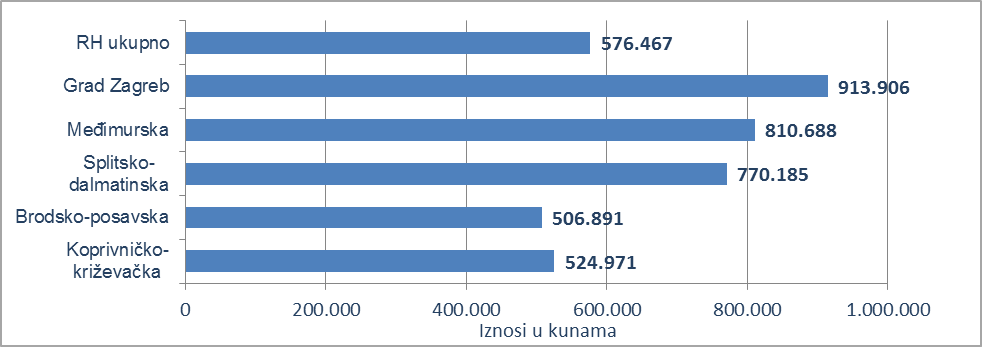 RH ukupno
576.467
Grad Zagreb
913.906
Međimurska
810.688
Splitsko-
dalmatinska
770.185
Brodsko-posavska
506.891
Koprivničko-
križevačka
524.971
0 200.000 400.000 600.000 800.000 1.000.000
Iznosi u kunama